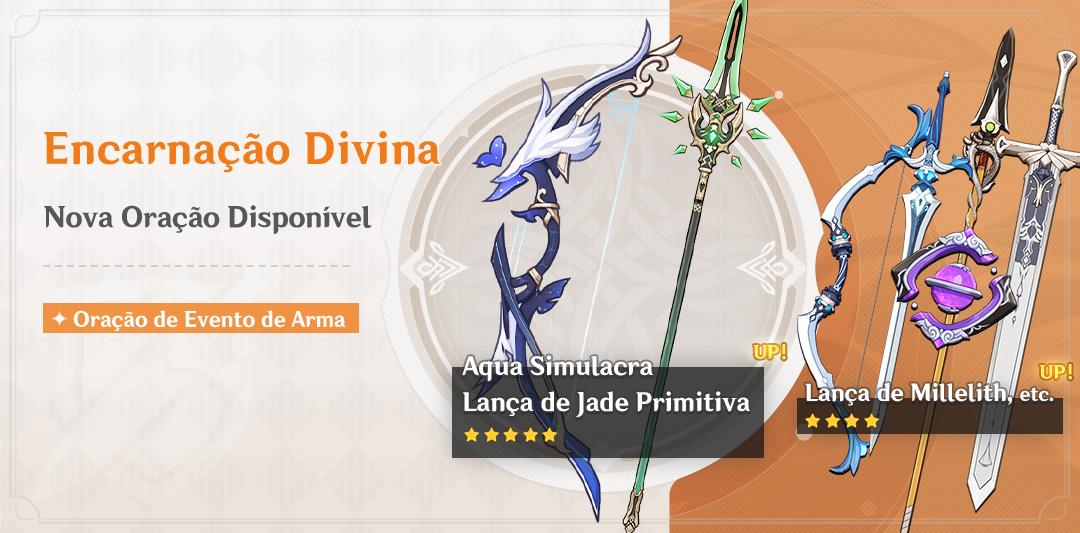 Encarnação Divina
Nova Oração Disponível
✦ Oração de Evento de Arma
Aqua Simulacra
Lança de Jade Primitiva
UP!
Lança de Millelith, etc.
UP!